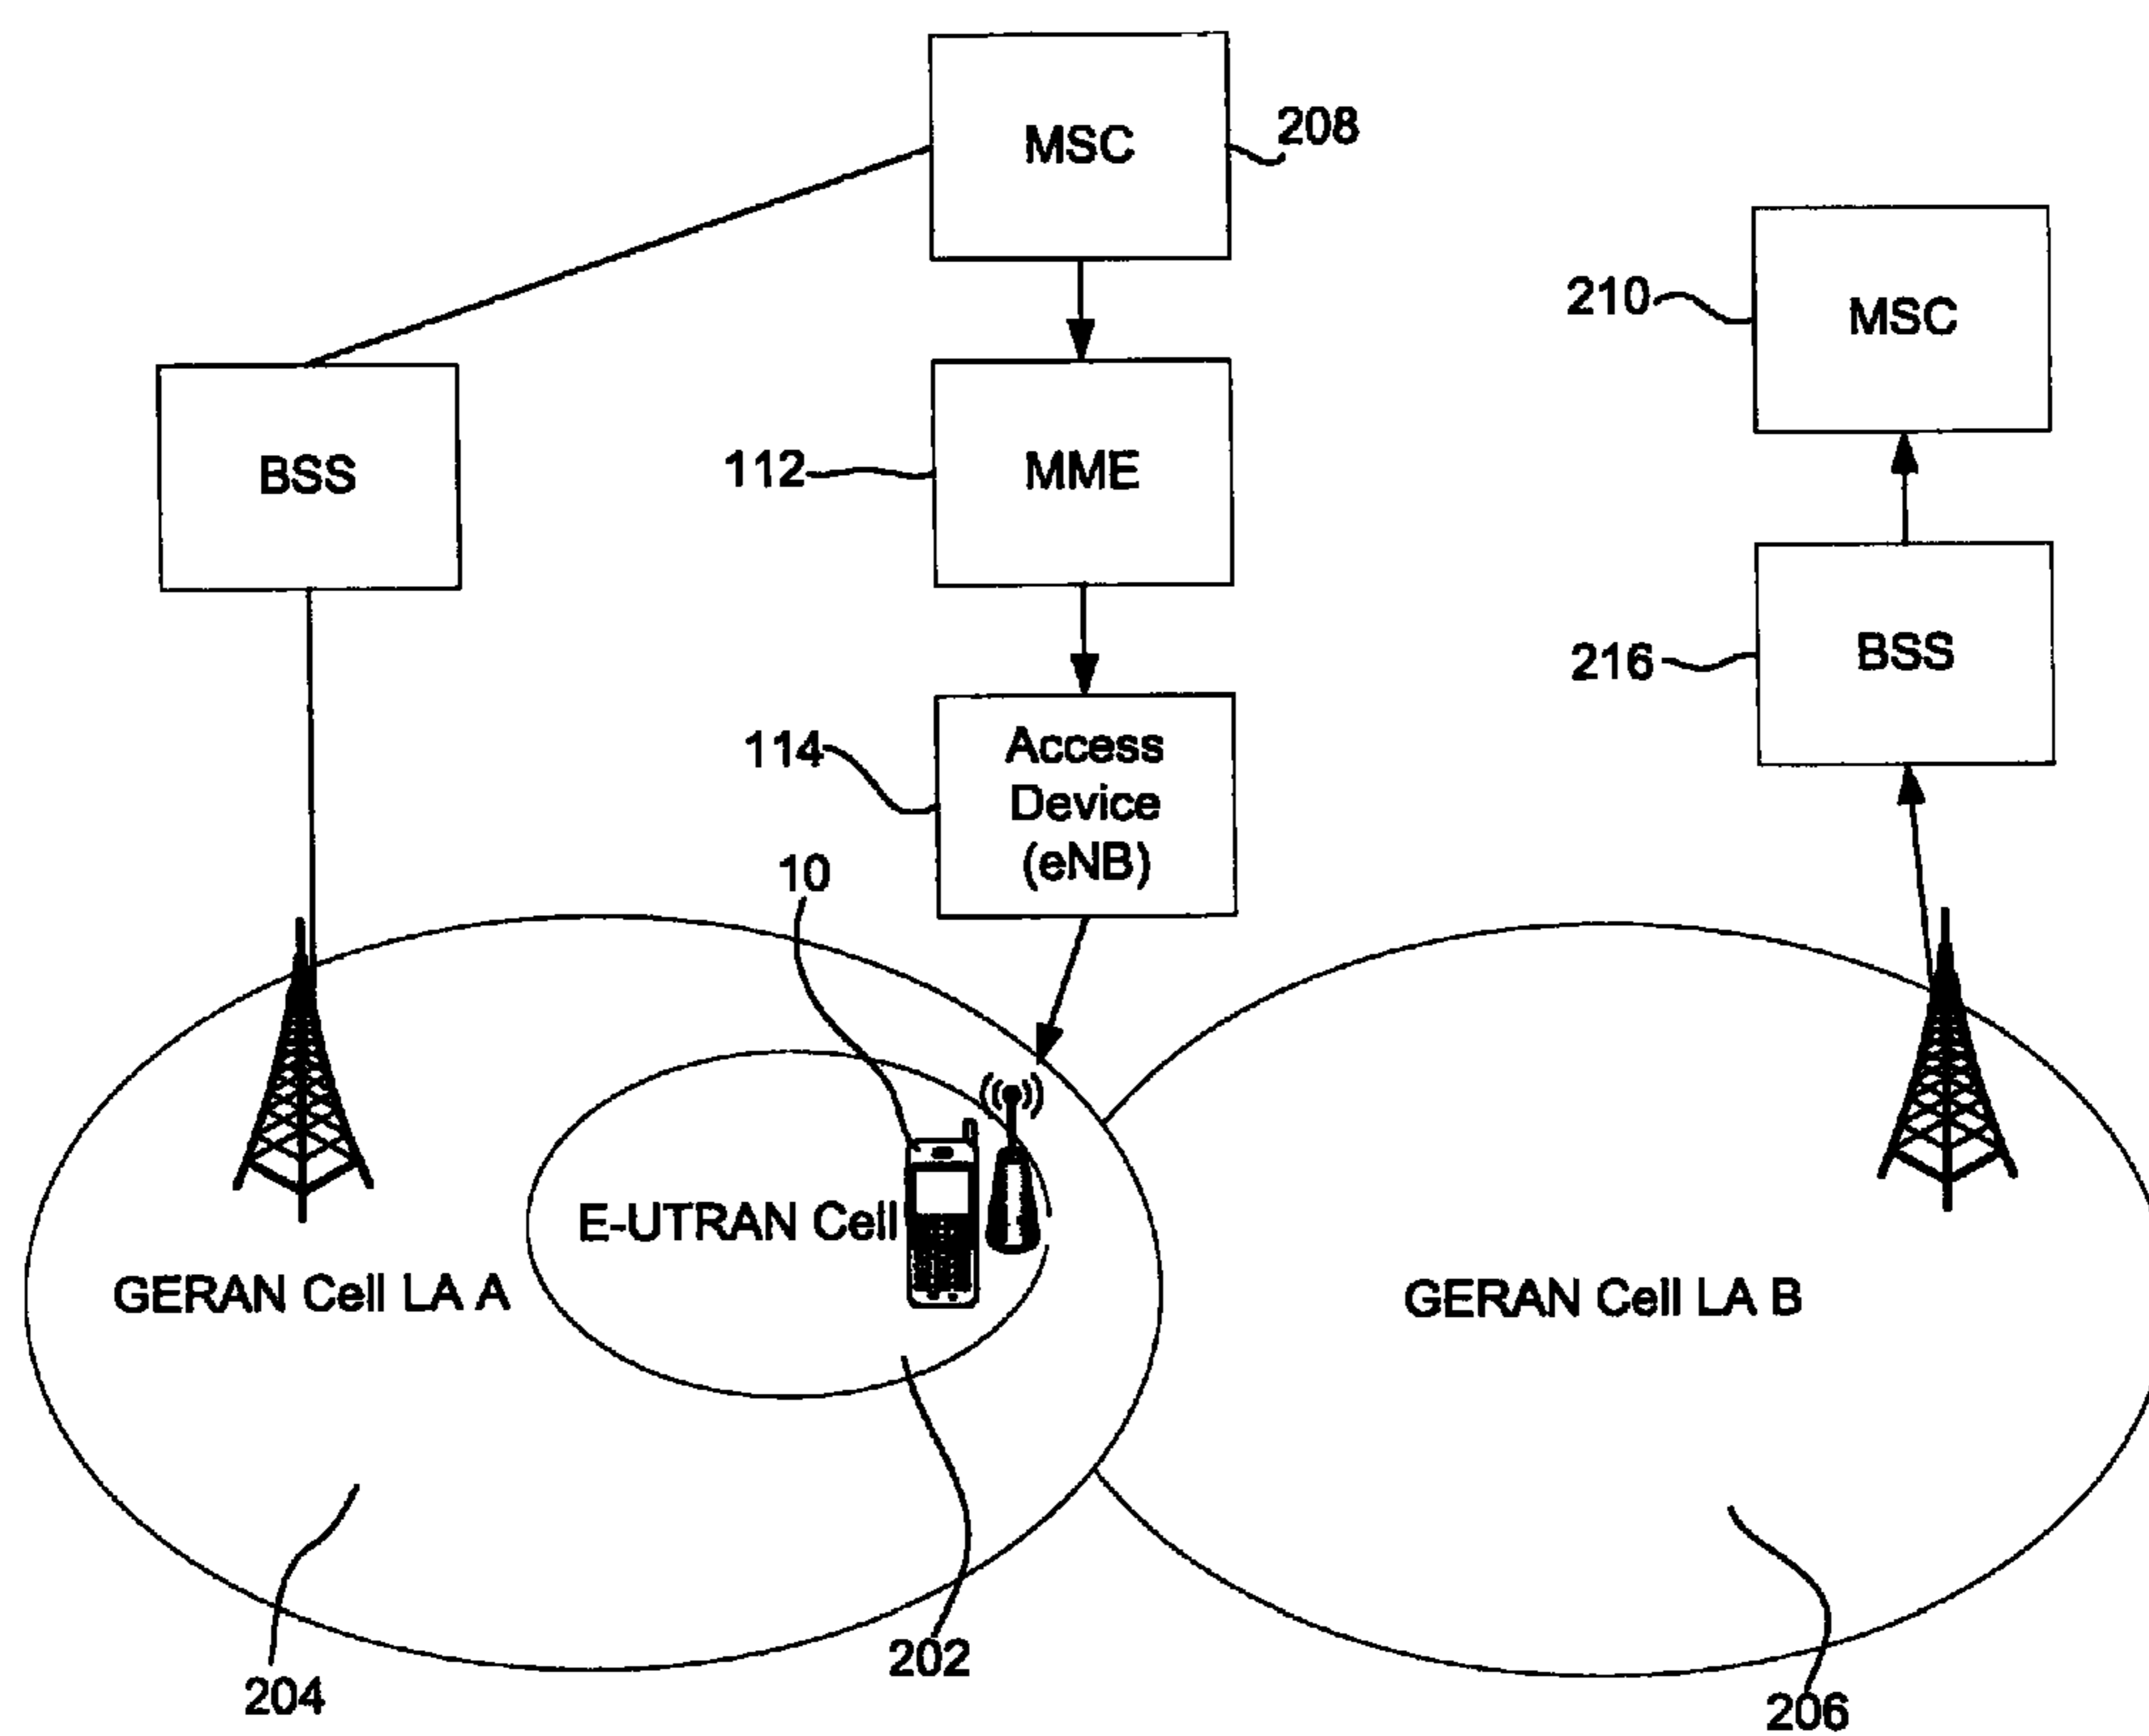 MSC
208
MSC
210
BSS
MME
112
BSS
216
Access
Device
(eNB)
114
10
E-UTRAN Cell
GERAN Cell LA A
GERAN Cell LA B
202
204
206